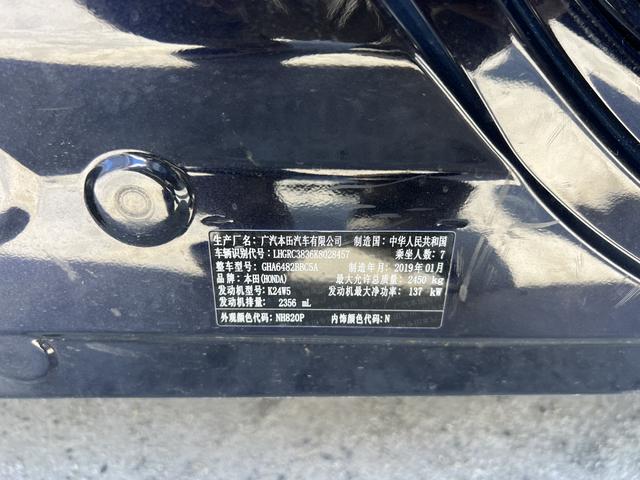 生产厂名：广汽本田汽车有限公司 制造国：中华人民共和国
车辆识别代号：LHGRC3836K8028457 乘坐人数：7
整车型号：GHA6482BBC5A 制造年月：2019年01月
品牌：本田(HONDA) 最大允许总质量：2450 kg
发动机型号：K24W5 发动机最大净功率：137 kW
发动机排量：2356 mL
外观颜色代码：NH820P 内饰颜色代码：N